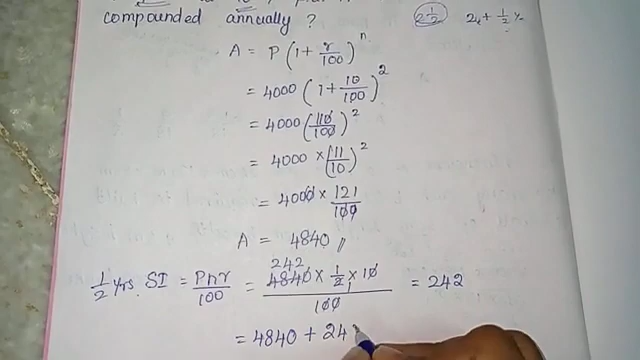 compounded annually ? 2 1/2 2y + 1/2 y.
A = P(1 + r/100)^n
= 4000 (1 + 10/100)^2
= 4000 (110/100)^2
= 4000 × (11/10)^2
= 4000 × 121/100
A = 4840 //
242
1/2 yrs SI = Pnr/100 = 4840 × 1/2 × 10 / 100 = 242
= 4840 + 24